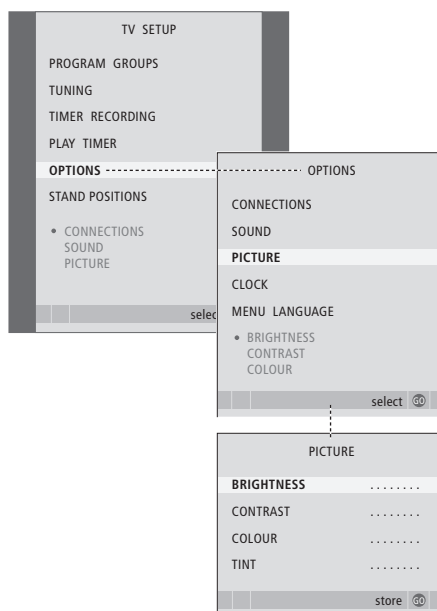 TV SETUP
PROGRAM GROUPS
TUNING
TIMER RECORDING
PLAY TIMER
OPTIONS
STAND POSITIONS
• CONNECTIONS
SOUND
PICTURE
selec
OPTIONS
CONNECTIONS
SOUND
PICTURE
CLOCK
MENU LANGUAGE
• BRIGHTNESS
CONTRAST
COLOUR
select GO
PICTURE
BRIGHTNESS ........
CONTRAST ........
COLOUR ........
TINT ........
store GO